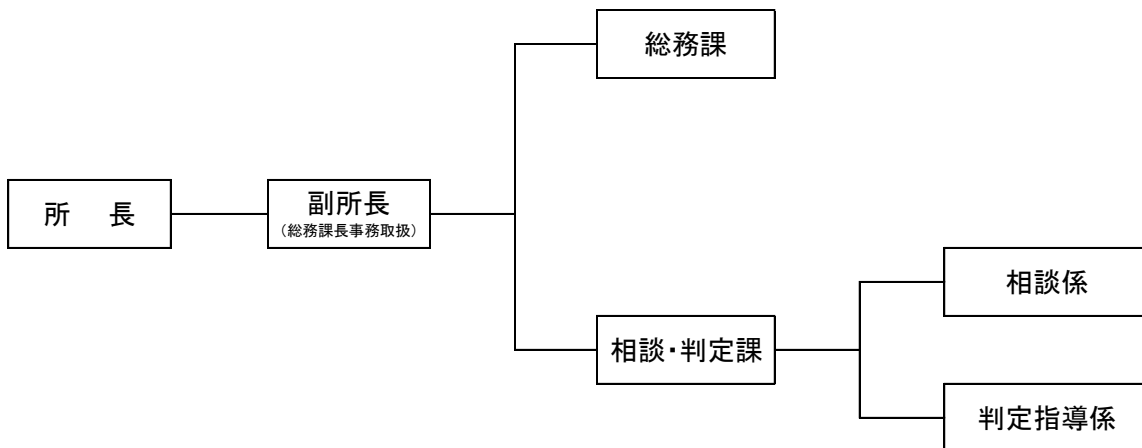 総務課
所　長
副所長
（総務課長事務取扱）
相談係
相談・判定課
判定指導係